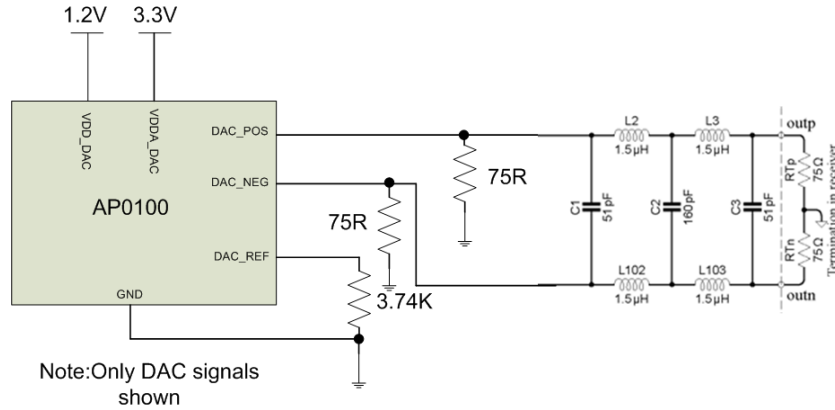 1.2V
3.3V
VDD_DAC
VDDA_DAC
DAC_POS
DAC_NEG
DAC_REF
AP0100
GND
75R
75R
3.74K
L2
1.5µH
L3
1.5µH
C1
51pF
C2
160pF
C3
51pF
L102
1.5µH
L103
1.5µH
outp
RTp
75Ω
RTn
75Ω
outn
Termination in receiver
Note:Only DAC signals
shown